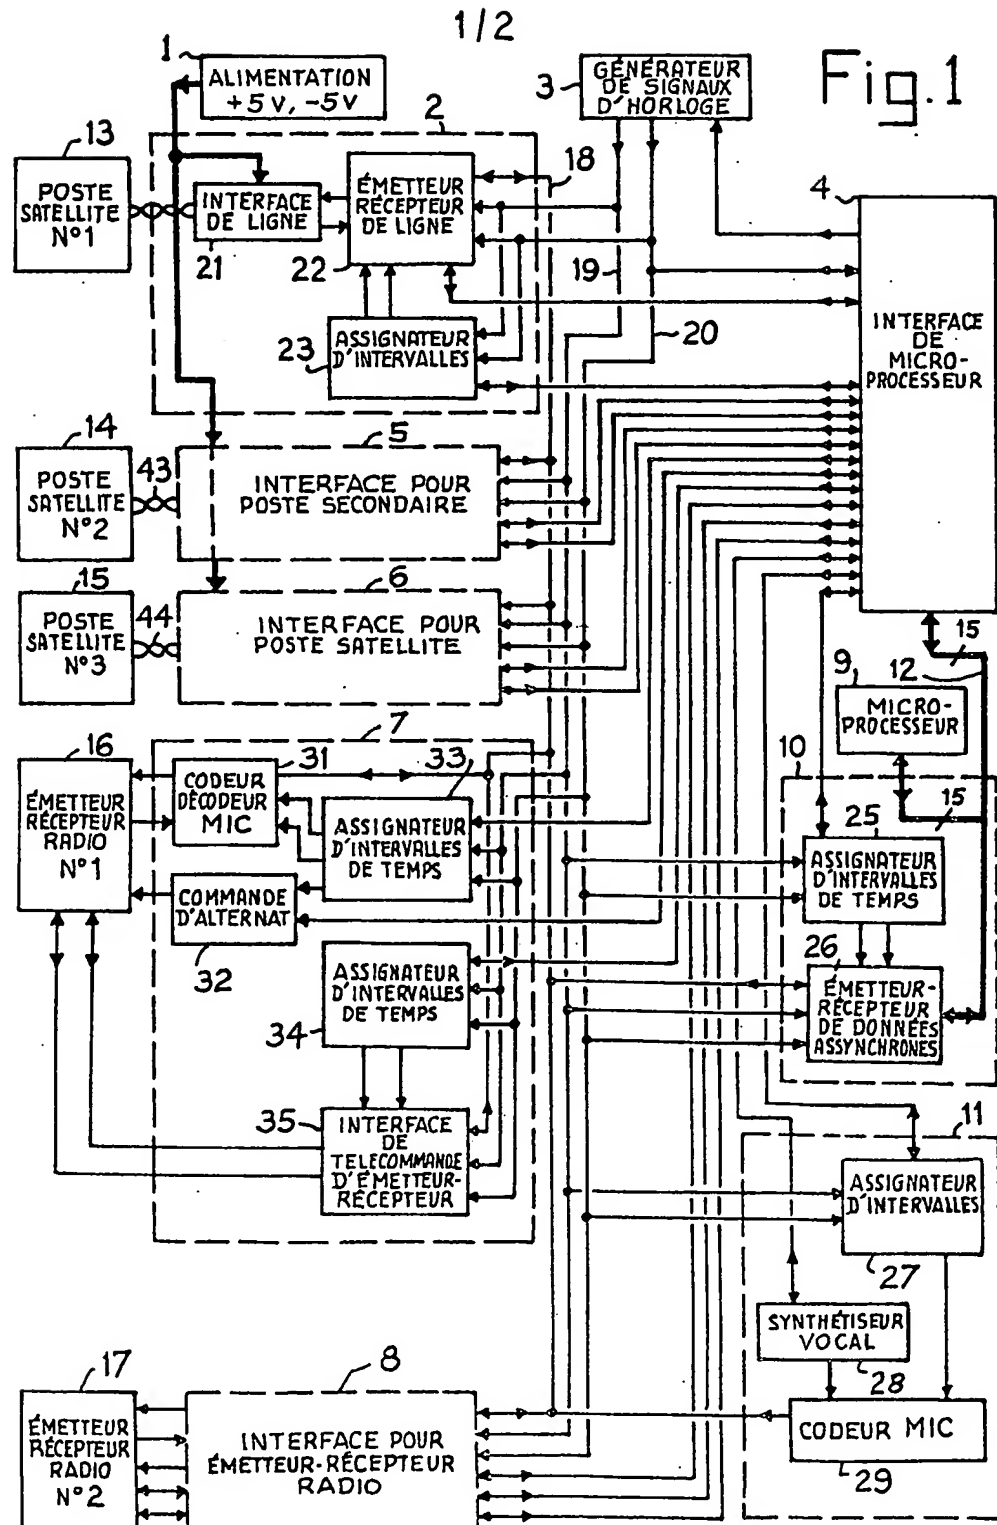 1/2
Fig.1
1
ALIMENTATION
+5V, -5V
3
GÉNÉRATEUR
DE SIGNAUX
D'HORLOGE
2
13
POSTE
SATELLITE
N°1
INTERFACE
DE LIGNE
21
ÉMETTEUR
RÉCEPTEUR
DE LIGNE
22
18
19
20
23
ASSIGNATEUR
D'INTERVALLES
4
INTERFACE
DE
MICRO-
PROCESSEUR
14
POSTE
SATELLITE
N°2
43
5
INTERFACE POUR
POSTE SECONDAIRE
15
POSTE
SATELLITE
N°3
44
6
INTERFACE POUR
POSTE SATELLITE
15
12
9
MICRO-
PROCESSEUR
15
16
ÉMETTEUR
RÉCEPTEUR
RADIO
N°1
7
31
CODEUR
DÉCODEUR
MIC
33
ASSIGNATEUR
D'INTERVALLES
DE TEMPS
COMMANDE
D'ALTERNAT
32
ASSIGNATEUR
D'INTERVALLES
DE TEMPS
34
35
INTERFACE
DE
TELECOMMANDE
D'ÉMETTEUR-
RÉCEPTEUR
10
25
ASSIGNATEUR
D'INTERVALLES
DE TEMPS
26
ÉMETTEUR-
RÉCEPTEUR
DE DONNÉES
ASSYNCHRONES
11
ASSIGNATEUR
D'INTERVALLES
27
SYNTHÉTISEUR
VOCAL
28
CODEUR MIC
29
17
ÉMETTEUR
RÉCEPTEUR
RADIO
N°2
8
INTERFACE POUR
ÉMETTEUR-RÉCEPTEUR
RADIO